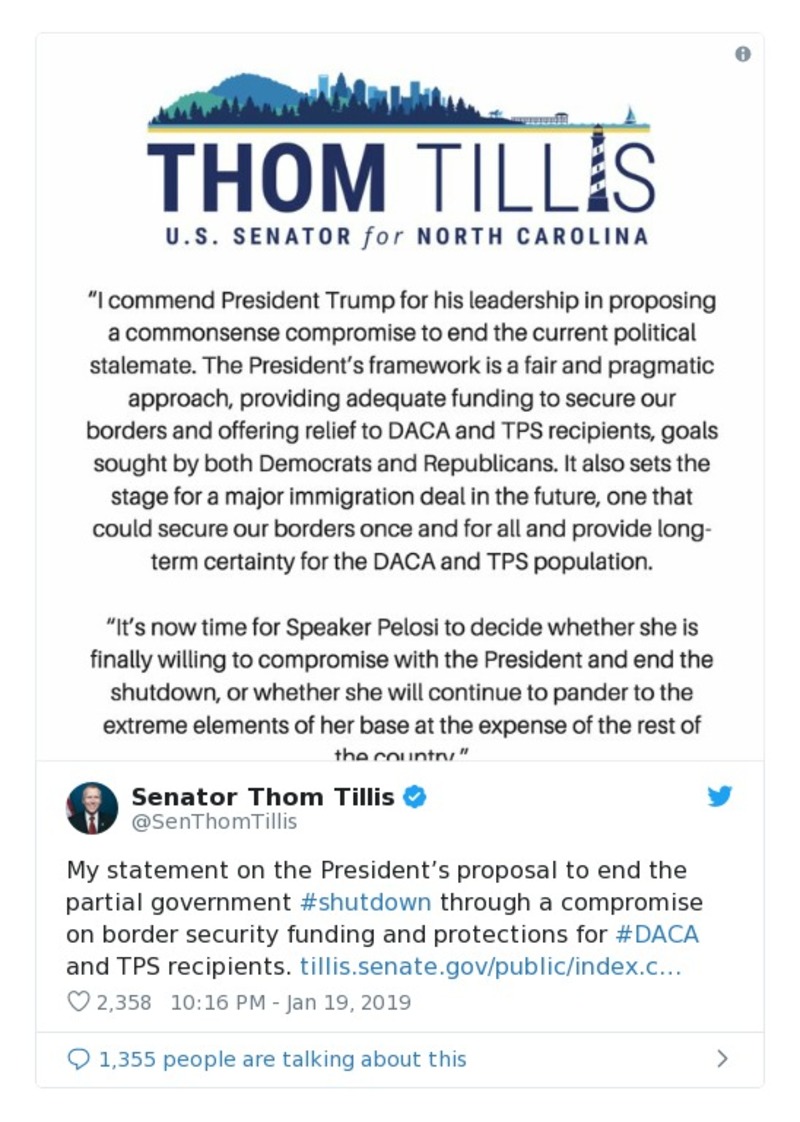 THOM TILLIS
U.S. SENATOR for NORTH CAROLINA
“I commend President Trump for his leadership in proposing
a commonsense compromise to end the current political
stalemate. The President’s framework is a fair and pragmatic
approach, providing adequate funding to secure our
borders and offering relief to DACA and TPS recipients, goals
sought by both Democrats and Republicans. It also sets the
stage for a major immigration deal in the future, one that
could secure our borders once and for all and provide long-
term certainty for the DACA and TPS population.
“It’s now time for Speaker Pelosi to decide whether she is
finally willing to compromise with the President and end the
shutdown, or whether she will continue to pander to the
extreme elements of her base at the expense of the rest of
the country.”
Senator Thom Tillis
@SenThomTillis
My statement on the President’s proposal to end the
partial government #shutdown through a compromise
on border security funding and protections for #DACA
and TPS recipients. tillis.senate.gov/public/index.c…
2,358 10:16 PM - Jan 19, 2019
1,355 people are talking about this